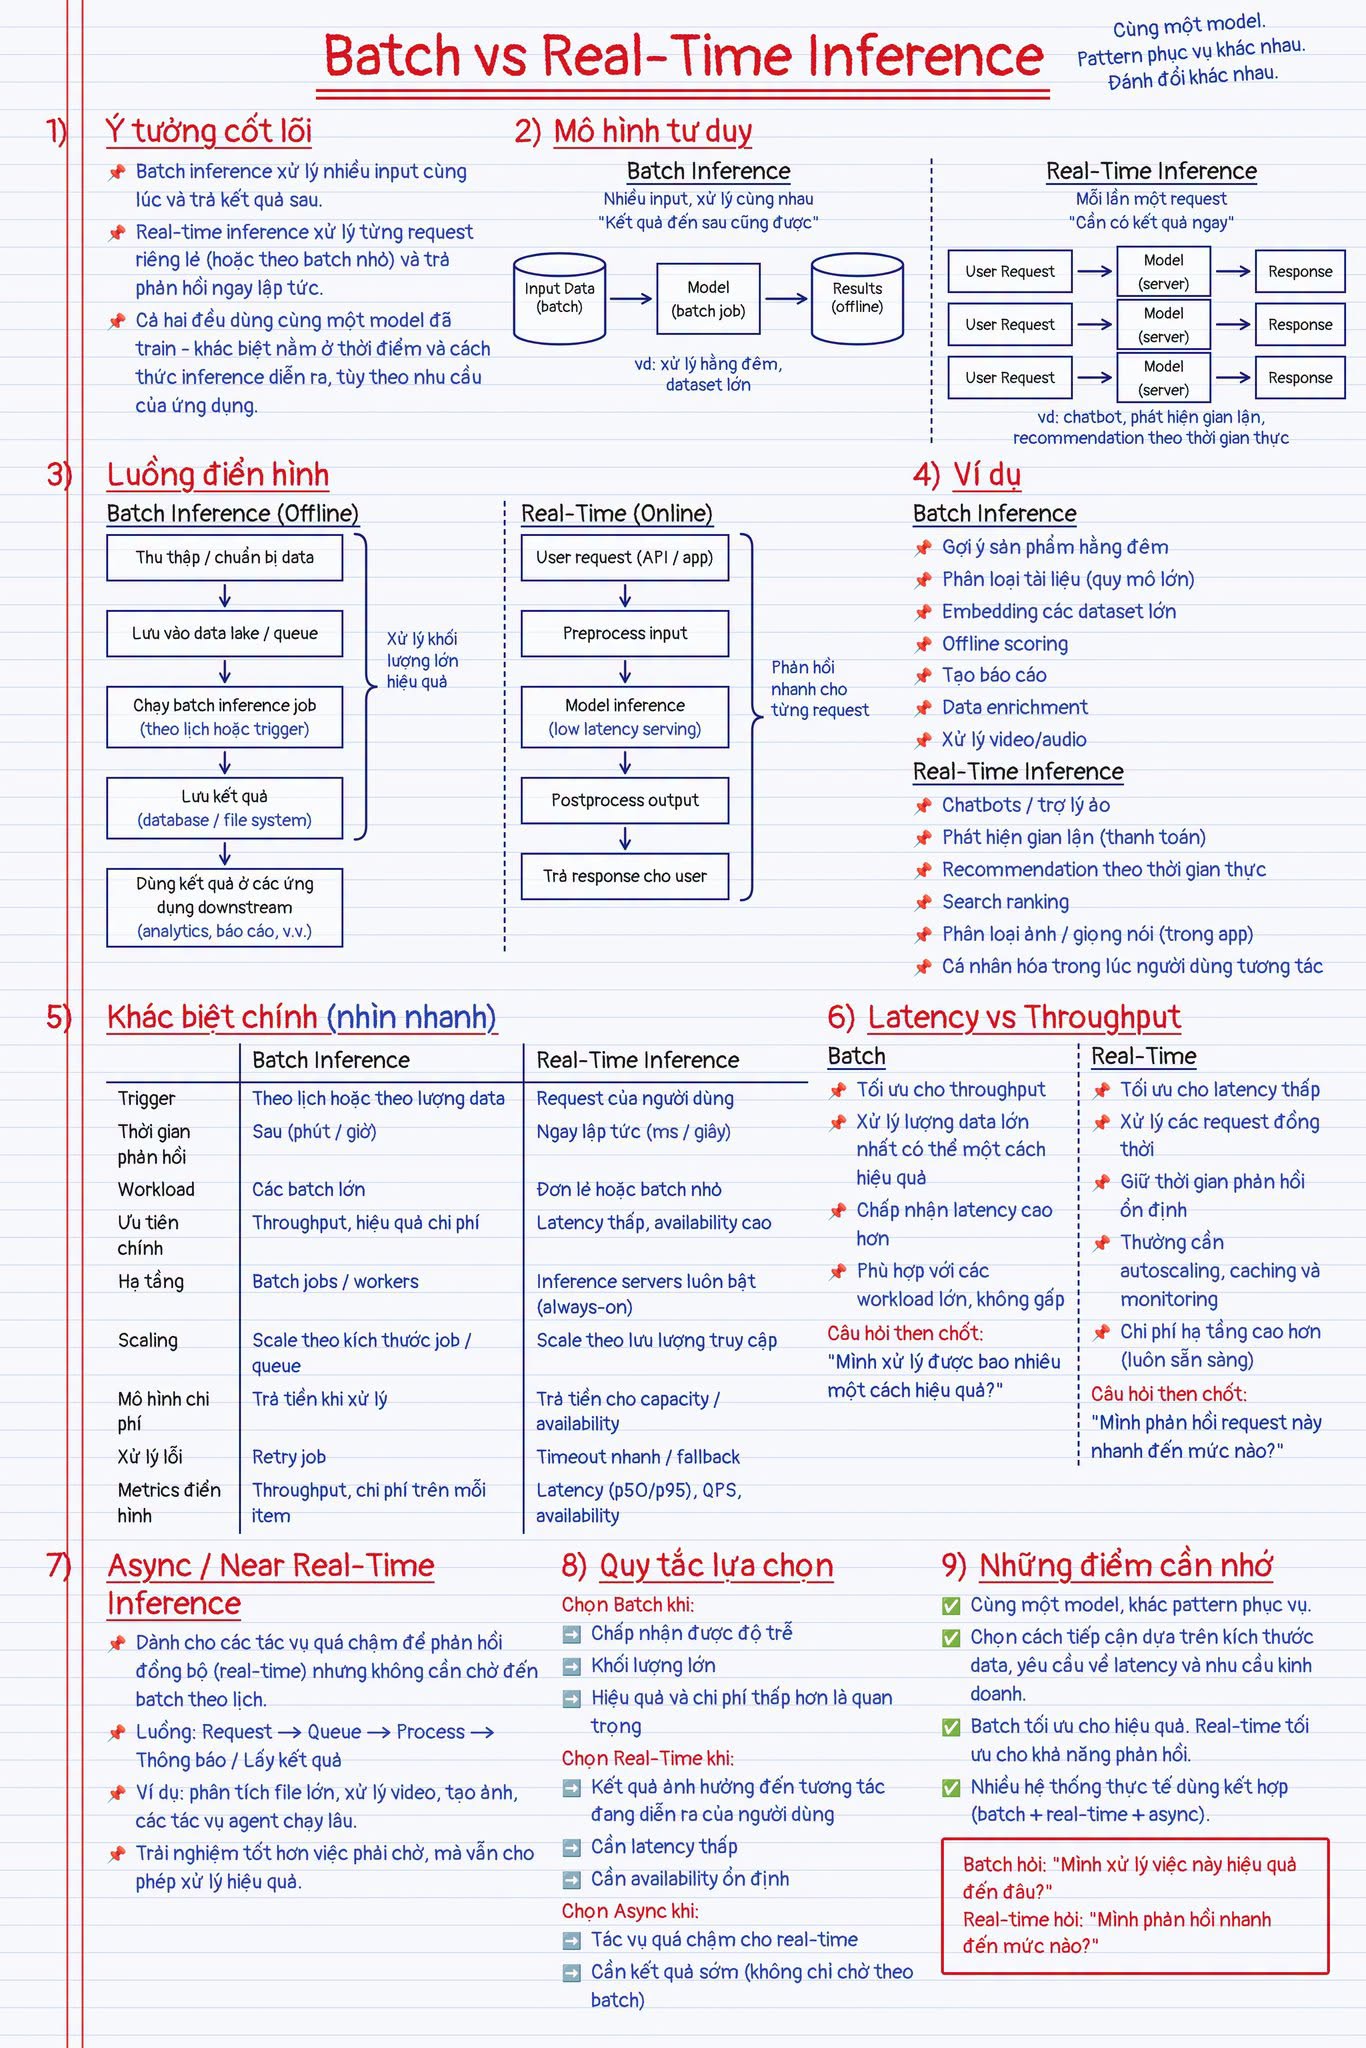 Batch vs Real-Time Inference
Cùng một model.
Pattern phục vụ khác nhau.
Đánh đổi khác nhau.
1) Ý tưởng cốt lõi
📌 Batch inference xử lý nhiều input cùng
lúc và trả kết quả sau.
📌 Real-time inference xử lý từng request
riêng lẻ (hoặc theo batch nhỏ) và trả
phản hồi ngay lập tức.
📌 Cả hai đều dùng cùng một model đã
train - khác biệt nằm ở thời điểm và cách
thức inference diễn ra, tùy theo nhu cầu
của ứng dụng.
2) Mô hình tư duy
Batch Inference
Nhiều input, xử lý cùng nhau
"Kết quả đến sau cũng được"
Input Data
(batch)
Model
(batch job)
Results
(offline)
vd: xử lý hằng đêm,
dataset lớn
Real-Time Inference
Mỗi lần một request
"Cần có kết quả ngay"
User Request
Model
(server)
Response
User Request
Model
(server)
Response
User Request
Model
(server)
Response
vd: chatbot, phát hiện gian lận,
recommendation theo thời gian thực
3) Luồng điển hình
Batch Inference (Offline)
Thu thập / chuẩn bị data
Lưu vào data lake / queue
Chạy batch inference job
(theo lịch hoặc trigger)
Lưu kết quả
(database / file system)
Dùng kết quả ở các ứng
dụng downstream
(analytics, báo cáo, v.v.)
Xử lý khối
lượng lớn
hiệu quả
Real-Time (Online)
User request (API / app)
Preprocess input
Model inference
(low latency serving)
Postprocess output
Trả response cho user
Phản hồi
nhanh cho
từng request
4) Ví dụ
Batch Inference
📌 Gợi ý sản phẩm hằng đêm
📌 Phân loại tài liệu (quy mô lớn)
📌 Embedding các dataset lớn
📌 Offline scoring
📌 Tạo báo cáo
📌 Data enrichment
📌 Xử lý video/audio
Real-Time Inference
📌 Chatbots / trợ lý ảo
📌 Phát hiện gian lận (thanh toán)
📌 Recommendation theo thời gian thực
📌 Search ranking
📌 Phân loại ảnh / giọng nói (trong app)
📌 Cá nhân hóa trong lúc người dùng tương tác
5) Khác biệt chính (nhìn nhanh)
Batch Inference Real-Time Inference
Trigger Theo lịch hoặc theo lượng data Request của người dùng
Thời gian Sau (phút / giờ) Ngay lập tức (ms / giây)
phản hồi
Workload Các batch lớn Đơn lẻ hoặc batch nhỏ
Ưu tiên Throughput, hiệu quả chi phí Latency thấp, availability cao
chính
Hạ tầng Batch jobs / workers Inference servers luôn bật
(always-on)
Scaling Scale theo kích thước job / Scale theo lưu lượng truy cập
queue
Mô hình chi Trả tiền khi xử lý Trả tiền cho capacity /
phí availability
Xử lý lỗi Retry job Timeout nhanh / fallback
Metrics điển Throughput, chi phí trên mỗi Latency (p50/p95), QPS,
hình item availability
6) Latency vs Throughput
Batch
📌 Tối ưu cho throughput
📌 Xử lý lượng data lớn
nhất có thể một cách
hiệu quả
📌 Chấp nhận latency cao
hơn
📌 Phù hợp với các
workload lớn, không gấp
Câu hỏi then chốt:
"Mình xử lý được bao nhiêu
một cách hiệu quả?"
Real-Time
📌 Tối ưu cho latency thấp
📌 Xử lý các request đồng
thời
📌 Giữ thời gian phản hồi
ổn định
📌 Thường cần
autoscaling, caching và
monitoring
📌 Chi phí hạ tầng cao hơn
(luôn sẵn sàng)
Câu hỏi then chốt:
"Mình phản hồi request này
nhanh đến mức nào?"
7) Async / Near Real-Time
Inference
📌 Dành cho các tác vụ quá chậm để phản hồi
đồng bộ (real-time) nhưng không cần chờ đến
batch theo lịch.
📌 Luồng: Request → Queue → Process →
Thông báo / Lấy kết quả
📌 Ví dụ: phân tích file lớn, xử lý video, tạo ảnh,
các tác vụ agent chạy lâu.
📌 Trải nghiệm tốt hơn việc phải chờ, mà vẫn cho
phép xử lý hiệu quả.
8) Quy tắc lựa chọn
Chọn Batch khi:
➡️ Chấp nhận được độ trễ
➡️ Khối lượng lớn
➡️ Hiệu quả và chi phí thấp hơn là quan
trọng
Chọn Real-Time khi:
➡️ Kết quả ảnh hưởng đến tương tác
đang diễn ra của người dùng
➡️ Cần latency thấp
➡️ Cần availability ổn định
Chọn Async khi:
➡️ Tác vụ quá chậm cho real-time
➡️ Cần kết quả sớm (không chỉ chờ theo
batch)
9) Những điểm cần nhớ
✅ Cùng một model, khác pattern phục vụ.
✅ Chọn cách tiếp cận dựa trên kích thước
data, yêu cầu về latency và nhu cầu kinh
doanh.
✅ Batch tối ưu cho hiệu quả. Real-time tối
ưu cho khả năng phản hồi.
✅ Nhiều hệ thống thực tế dùng kết hợp
(batch + real-time + async).
Batch hỏi: "Mình xử lý việc này hiệu quả
đến đâu?"
Real-time hỏi: "Mình phản hồi nhanh
đến mức nào?"